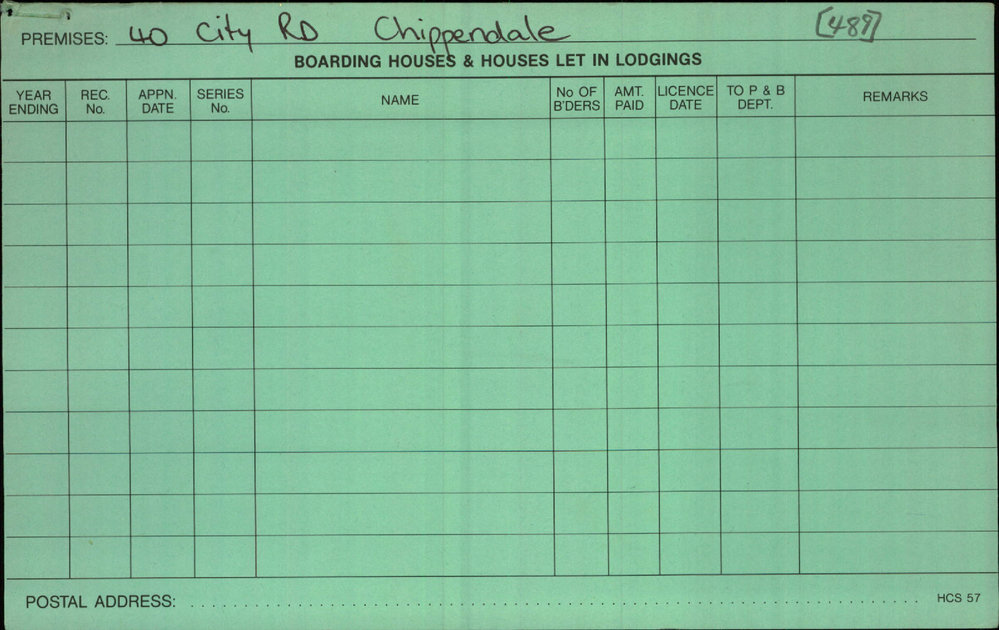 PREMISES: 40 City RD Chippendale [489]
BOARDING HOUSES & HOUSES LET IN LODGINGS
YEAR ENDING REC. No. APPN. DATE SERIES No. NAME No OF B'DERS AMT. PAID LICENCE DATE TO P & B DEPT. REMARKS
POSTAL ADDRESS: HCS 57